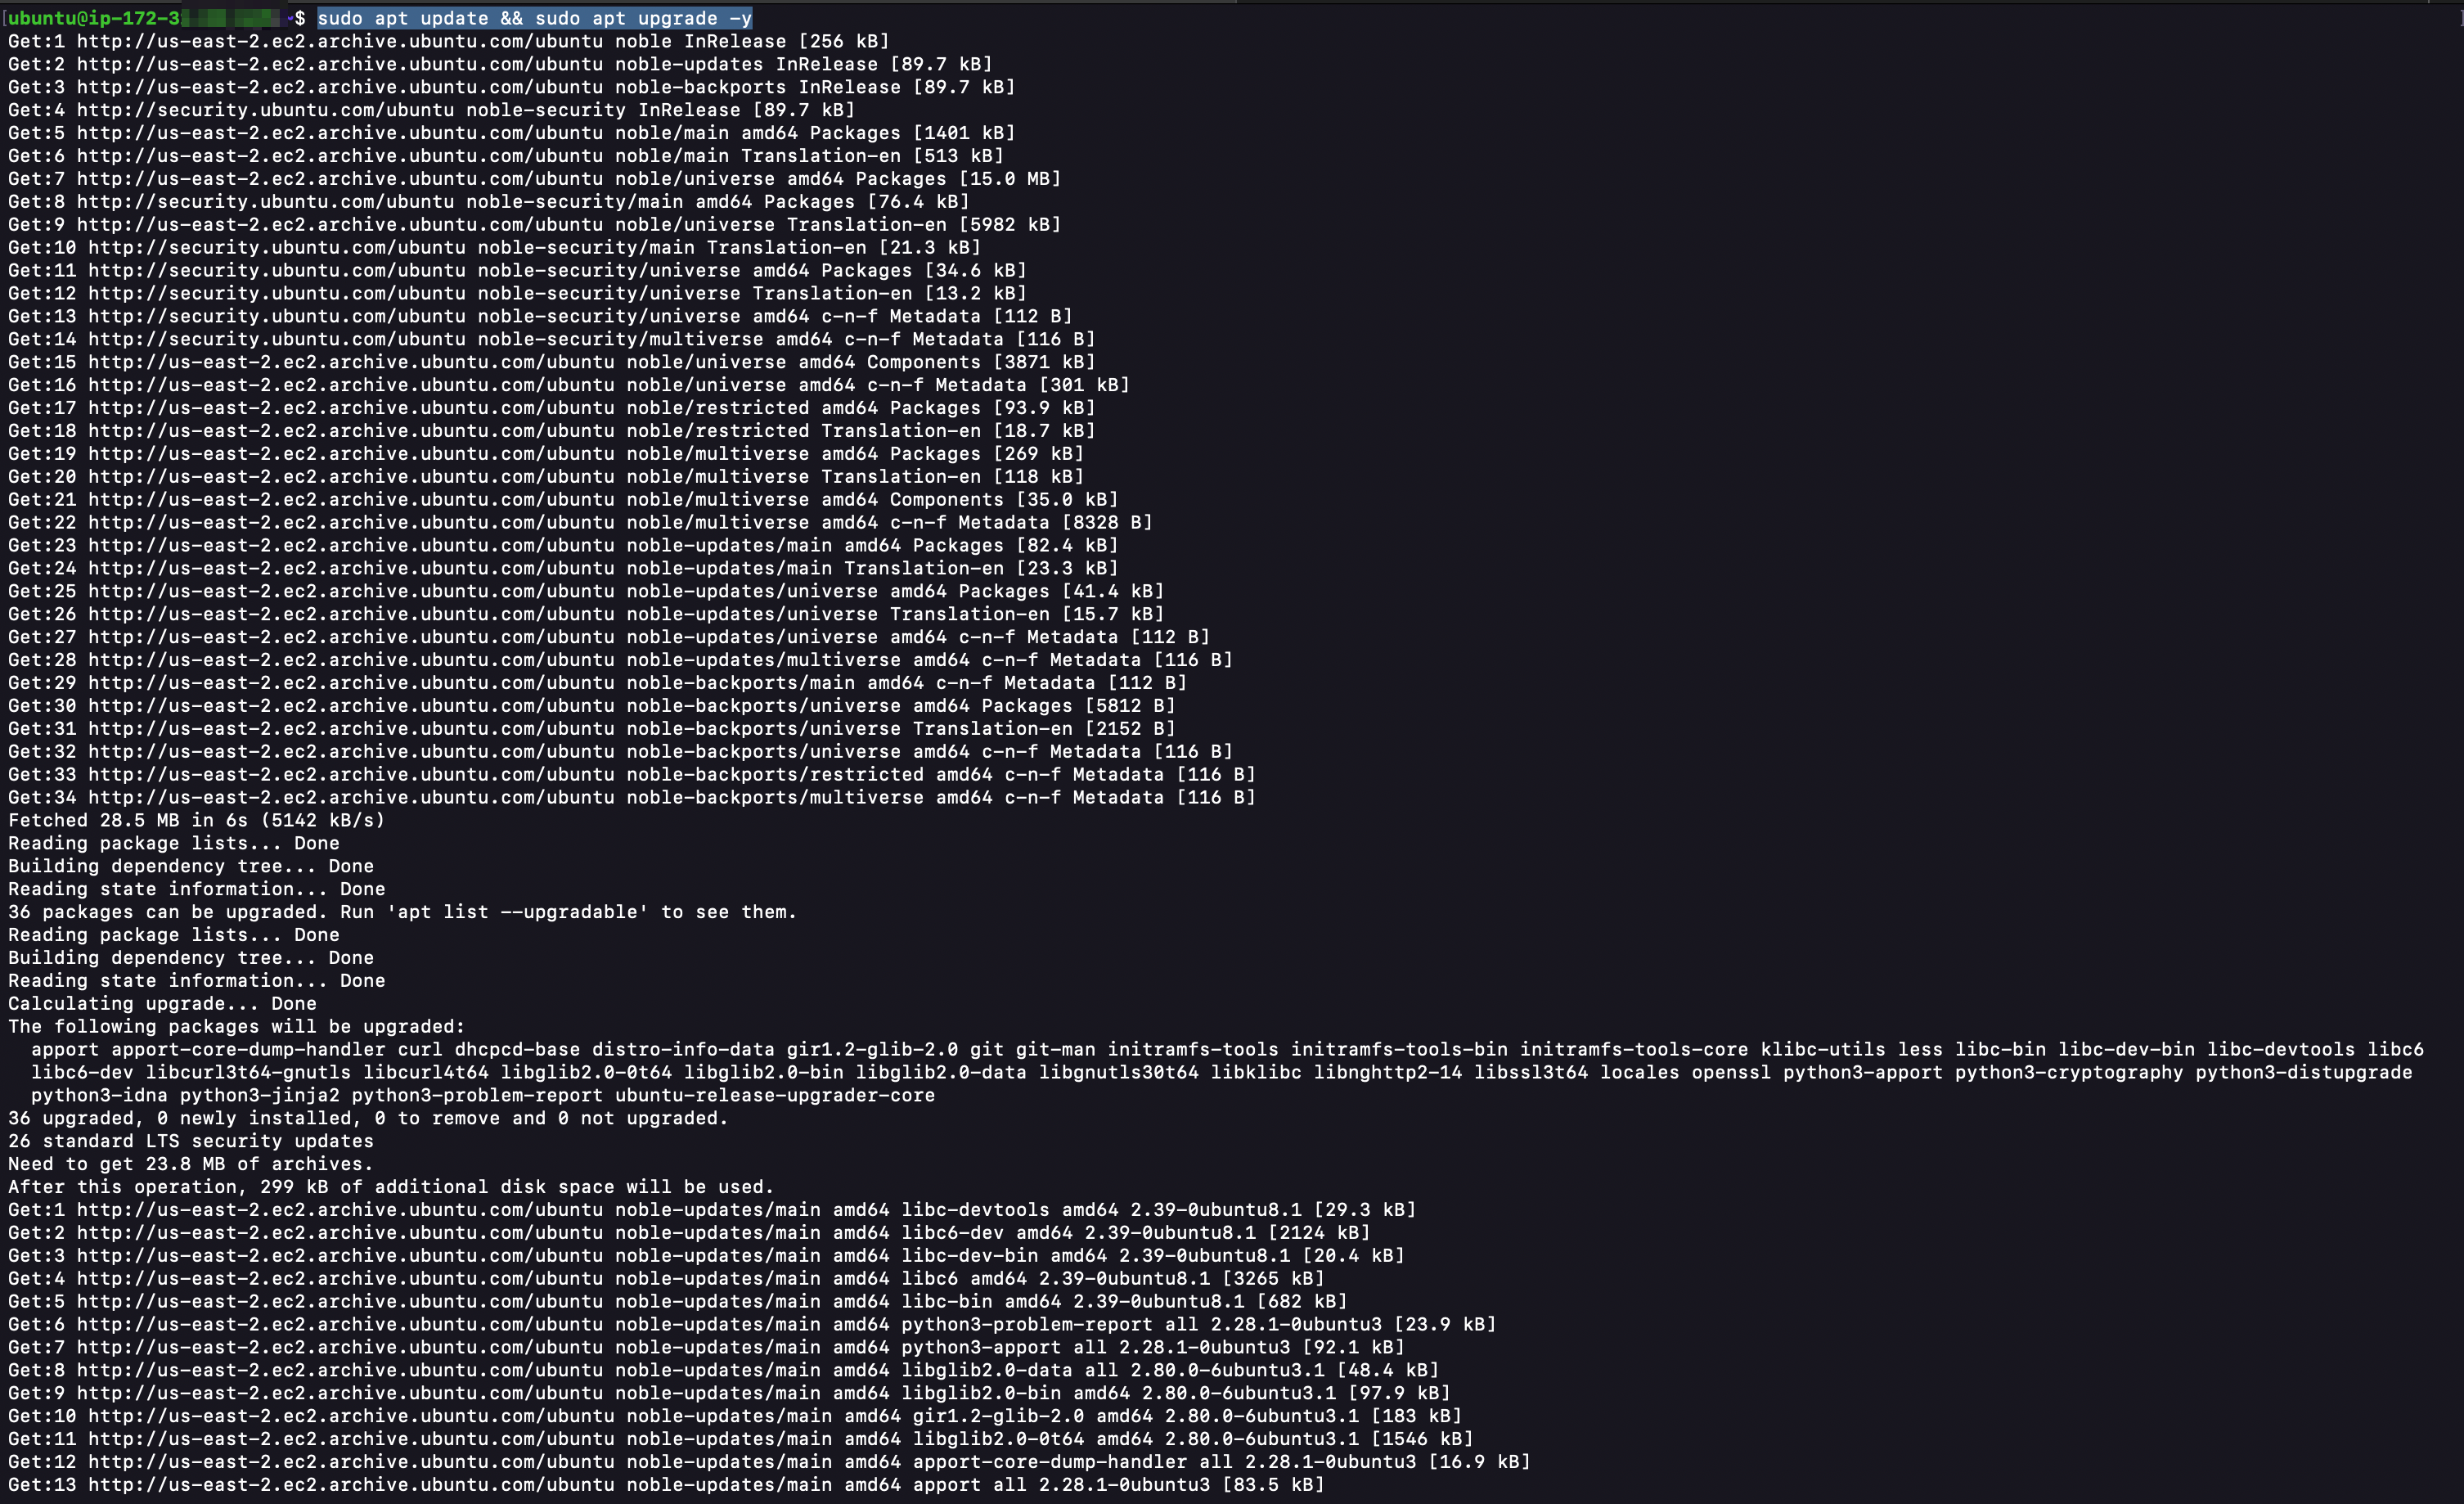 ubuntu@ip-172-3 $ sudo apt update && sudo apt upgrade -y
Get:1 http://us-east-2.ec2.archive.ubuntu.com/ubuntu noble InRelease [256 kB]
Get:2 http://us-east-2.ec2.archive.ubuntu.com/ubuntu noble-updates InRelease [89.7 kB]
Get:3 http://us-east-2.ec2.archive.ubuntu.com/ubuntu noble-backports InRelease [89.7 kB]
Get:4 http://security.ubuntu.com/ubuntu noble-security InRelease [89.7 kB]
Get:5 http://us-east-2.ec2.archive.ubuntu.com/ubuntu noble/main amd64 Packages [1401 kB]
Get:6 http://us-east-2.ec2.archive.ubuntu.com/ubuntu noble/main Translation-en [513 kB]
Get:7 http://us-east-2.ec2.archive.ubuntu.com/ubuntu noble/universe amd64 Packages [15.0 MB]
Get:8 http://security.ubuntu.com/ubuntu noble-security/main amd64 Packages [76.4 kB]
Get:9 http://us-east-2.ec2.archive.ubuntu.com/ubuntu noble/universe Translation-en [5982 kB]
Get:10 http://security.ubuntu.com/ubuntu noble-security/main Translation-en [21.3 kB]
Get:11 http://security.ubuntu.com/ubuntu noble-security/universe amd64 Packages [34.6 kB]
Get:12 http://security.ubuntu.com/ubuntu noble-security/universe Translation-en [13.2 kB]
Get:13 http://security.ubuntu.com/ubuntu noble-security/universe amd64 c-n-f Metadata [112 B]
Get:14 http://security.ubuntu.com/ubuntu noble-security/multiverse amd64 c-n-f Metadata [116 B]
Get:15 http://us-east-2.ec2.archive.ubuntu.com/ubuntu noble/universe amd64 Components [3871 kB]
Get:16 http://us-east-2.ec2.archive.ubuntu.com/ubuntu noble/universe amd64 c-n-f Metadata [301 kB]
Get:17 http://us-east-2.ec2.archive.ubuntu.com/ubuntu noble/restricted amd64 Packages [93.9 kB]
Get:18 http://us-east-2.ec2.archive.ubuntu.com/ubuntu noble/restricted Translation-en [18.7 kB]
Get:19 http://us-east-2.ec2.archive.ubuntu.com/ubuntu noble/multiverse amd64 Packages [269 kB]
Get:20 http://us-east-2.ec2.archive.ubuntu.com/ubuntu noble/multiverse Translation-en [118 kB]
Get:21 http://us-east-2.ec2.archive.ubuntu.com/ubuntu noble/multiverse amd64 Components [35.0 kB]
Get:22 http://us-east-2.ec2.archive.ubuntu.com/ubuntu noble/multiverse amd64 c-n-f Metadata [8328 B]
Get:23 http://us-east-2.ec2.archive.ubuntu.com/ubuntu noble-updates/main amd64 Packages [82.4 kB]
Get:24 http://us-east-2.ec2.archive.ubuntu.com/ubuntu noble-updates/main Translation-en [23.3 kB]
Get:25 http://us-east-2.ec2.archive.ubuntu.com/ubuntu noble-updates/universe amd64 Packages [41.4 kB]
Get:26 http://us-east-2.ec2.archive.ubuntu.com/ubuntu noble-updates/universe Translation-en [15.7 kB]
Get:27 http://us-east-2.ec2.archive.ubuntu.com/ubuntu noble-updates/universe amd64 c-n-f Metadata [112 B]
Get:28 http://us-east-2.ec2.archive.ubuntu.com/ubuntu noble-updates/multiverse amd64 c-n-f Metadata [116 B]
Get:29 http://us-east-2.ec2.archive.ubuntu.com/ubuntu noble-backports/main amd64 c-n-f Metadata [112 B]
Get:30 http://us-east-2.ec2.archive.ubuntu.com/ubuntu noble-backports/universe amd64 Packages [5812 B]
Get:31 http://us-east-2.ec2.archive.ubuntu.com/ubuntu noble-backports/universe Translation-en [2152 B]
Get:32 http://us-east-2.ec2.archive.ubuntu.com/ubuntu noble-backports/universe amd64 c-n-f Metadata [116 B]
Get:33 http://us-east-2.ec2.archive.ubuntu.com/ubuntu noble-backports/restricted amd64 c-n-f Metadata [116 B]
Get:34 http://us-east-2.ec2.archive.ubuntu.com/ubuntu noble-backports/multiverse amd64 c-n-f Metadata [116 B]
Fetched 28.5 MB in 6s (5142 kB/s)
Reading package lists... Done
Building dependency tree... Done
Reading state information... Done
36 packages can be upgraded. Run 'apt list --upgradable' to see them.
Reading package lists... Done
Building dependency tree... Done
Reading state information... Done
Calculating upgrade... Done
The following packages will be upgraded:
apport apport-core-dump-handler curl dhcpcd-base distro-info-data gir1.2-glib-2.0 git git-man initramfs-tools initramfs-tools-bin initramfs-tools-core klibc-utils less libc-bin libc-dev-bin libc-devtools libc6
libc6-dev libcurl3t64-gnutls libcurl4t64 libglib2.0-0t64 libglib2.0-bin libglib2.0-data libgnutls30t64 libklibc libnghttp2-14 libssl3t64 locales openssl python3-apport python3-cryptography python3-distupgrade
python3-idna python3-jinja2 python3-problem-report ubuntu-release-upgrader-core
36 upgraded, 0 newly installed, 0 to remove and 0 not upgraded.
26 standard LTS security updates
Need to get 23.8 MB of archives.
After this operation, 299 kB of additional disk space will be used.
Get:1 http://us-east-2.ec2.archive.ubuntu.com/ubuntu noble-updates/main amd64 libc-devtools amd64 2.39-0ubuntu8.1 [29.3 kB]
Get:2 http://us-east-2.ec2.archive.ubuntu.com/ubuntu noble-updates/main amd64 libc6-dev amd64 2.39-0ubuntu8.1 [2124 kB]
Get:3 http://us-east-2.ec2.archive.ubuntu.com/ubuntu noble-updates/main amd64 libc-dev-bin amd64 2.39-0ubuntu8.1 [20.4 kB]
Get:4 http://us-east-2.ec2.archive.ubuntu.com/ubuntu noble-updates/main amd64 libc6 amd64 2.39-0ubuntu8.1 [3265 kB]
Get:5 http://us-east-2.ec2.archive.ubuntu.com/ubuntu noble-updates/main amd64 libc-bin amd64 2.39-0ubuntu8.1 [682 kB]
Get:6 http://us-east-2.ec2.archive.ubuntu.com/ubuntu noble-updates/main amd64 python3-problem-report all 2.28.1-0ubuntu3 [23.9 kB]
Get:7 http://us-east-2.ec2.archive.ubuntu.com/ubuntu noble-updates/main amd64 python3-apport all 2.28.1-0ubuntu3 [92.1 kB]
Get:8 http://us-east-2.ec2.archive.ubuntu.com/ubuntu noble-updates/main amd64 libglib2.0-data all 2.80.0-6ubuntu3.1 [48.4 kB]
Get:9 http://us-east-2.ec2.archive.ubuntu.com/ubuntu noble-updates/main amd64 libglib2.0-bin amd64 2.80.0-6ubuntu3.1 [97.9 kB]
Get:10 http://us-east-2.ec2.archive.ubuntu.com/ubuntu noble-updates/main amd64 gir1.2-glib-2.0 amd64 2.80.0-6ubuntu3.1 [183 kB]
Get:11 http://us-east-2.ec2.archive.ubuntu.com/ubuntu noble-updates/main amd64 libglib2.0-0t64 amd64 2.80.0-6ubuntu3.1 [1546 kB]
Get:12 http://us-east-2.ec2.archive.ubuntu.com/ubuntu noble-updates/main amd64 apport-core-dump-handler all 2.28.1-0ubuntu3 [16.9 kB]
Get:13 http://us-east-2.ec2.archive.ubuntu.com/ubuntu noble-updates/main amd64 apport all 2.28.1-0ubuntu3 [83.5 kB]